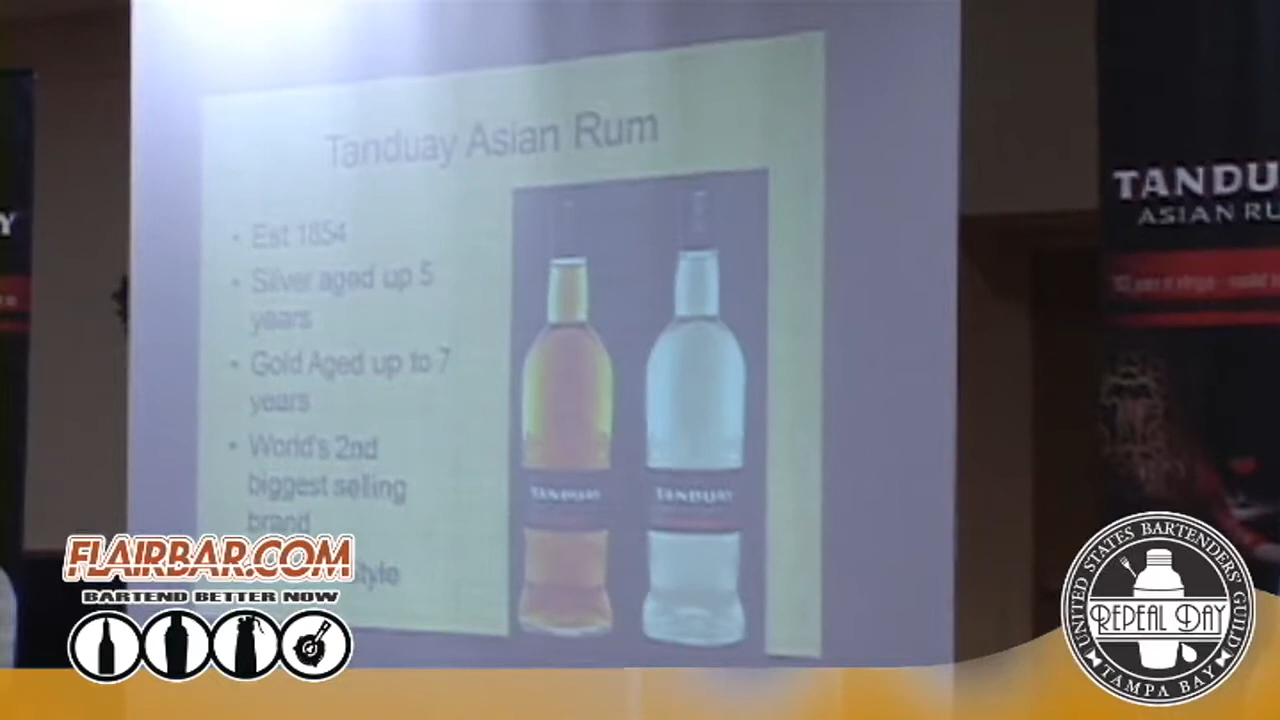 Tanduay Asian Rum
• Est 1854
• Silver aged up 5
years
• Gold Aged up to 7
years
• World's 2nd
biggest selling
brand
style
TANDUAY
TANDUAY
Y
TANDU
ASIAN RU
FLAIRBAR.COM
BARTEND BETTER NOW
UNITED STATES BARTENDERS' GUILD
REPEAL DAY
TAMPA BAY